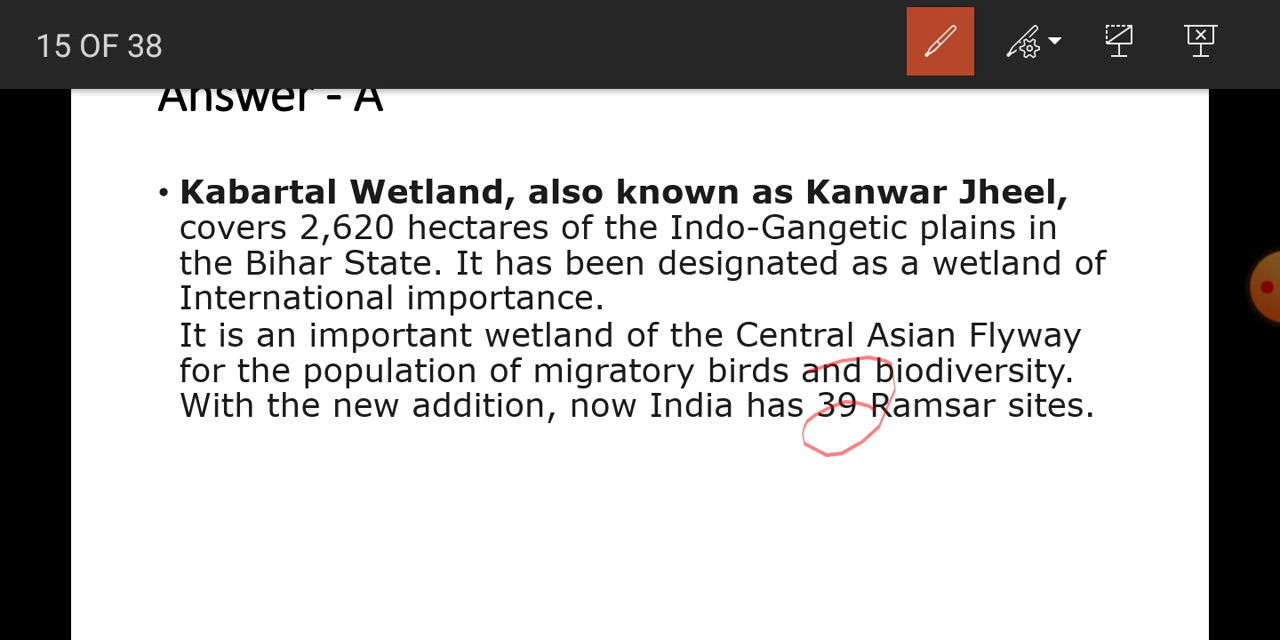 15 OF 38
Answer - A
• Kabartal Wetland, also known as Kanwar Jheel,
covers 2,620 hectares of the Indo-Gangetic plains in
the Bihar State. It has been designated as a wetland of
International importance.
It is an important wetland of the Central Asian Flyway
for the population of migratory birds and biodiversity.
With the new addition, now India has 39 Ramsar sites.